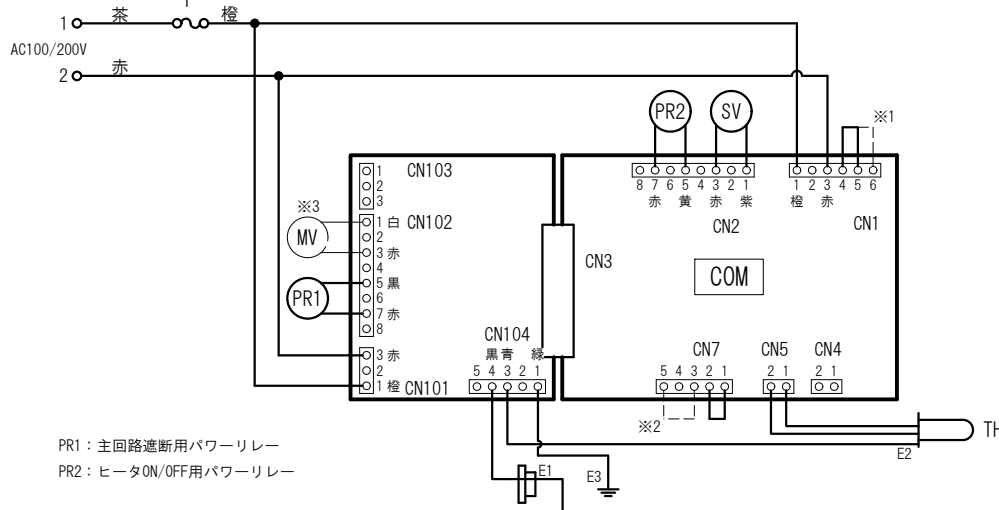 1 茶 橙
AC100/200V
2 赤
PR2 SV ※1
CN103
1
2
3
8 7 6 5 4 3 2 1
赤 黄 赤 紫
CN2
1 2 3 4 5 6
橙 赤
CN1
※3
MV
1 白 CN102
2
3 赤
4
PR1
5 黒
6
7 赤
8
CN3
COM
CN104
黒 青 緑
5 4 3 2 1
3 赤
2
1 橙 CN101
CN7 CN5 CN4
5 4 3 2 1
2 1
2 1
※2
TH
E2
PR1：主回路遮断用パワーリレー
PR2：ヒータON/OFF用パワーリレー
E1 E3